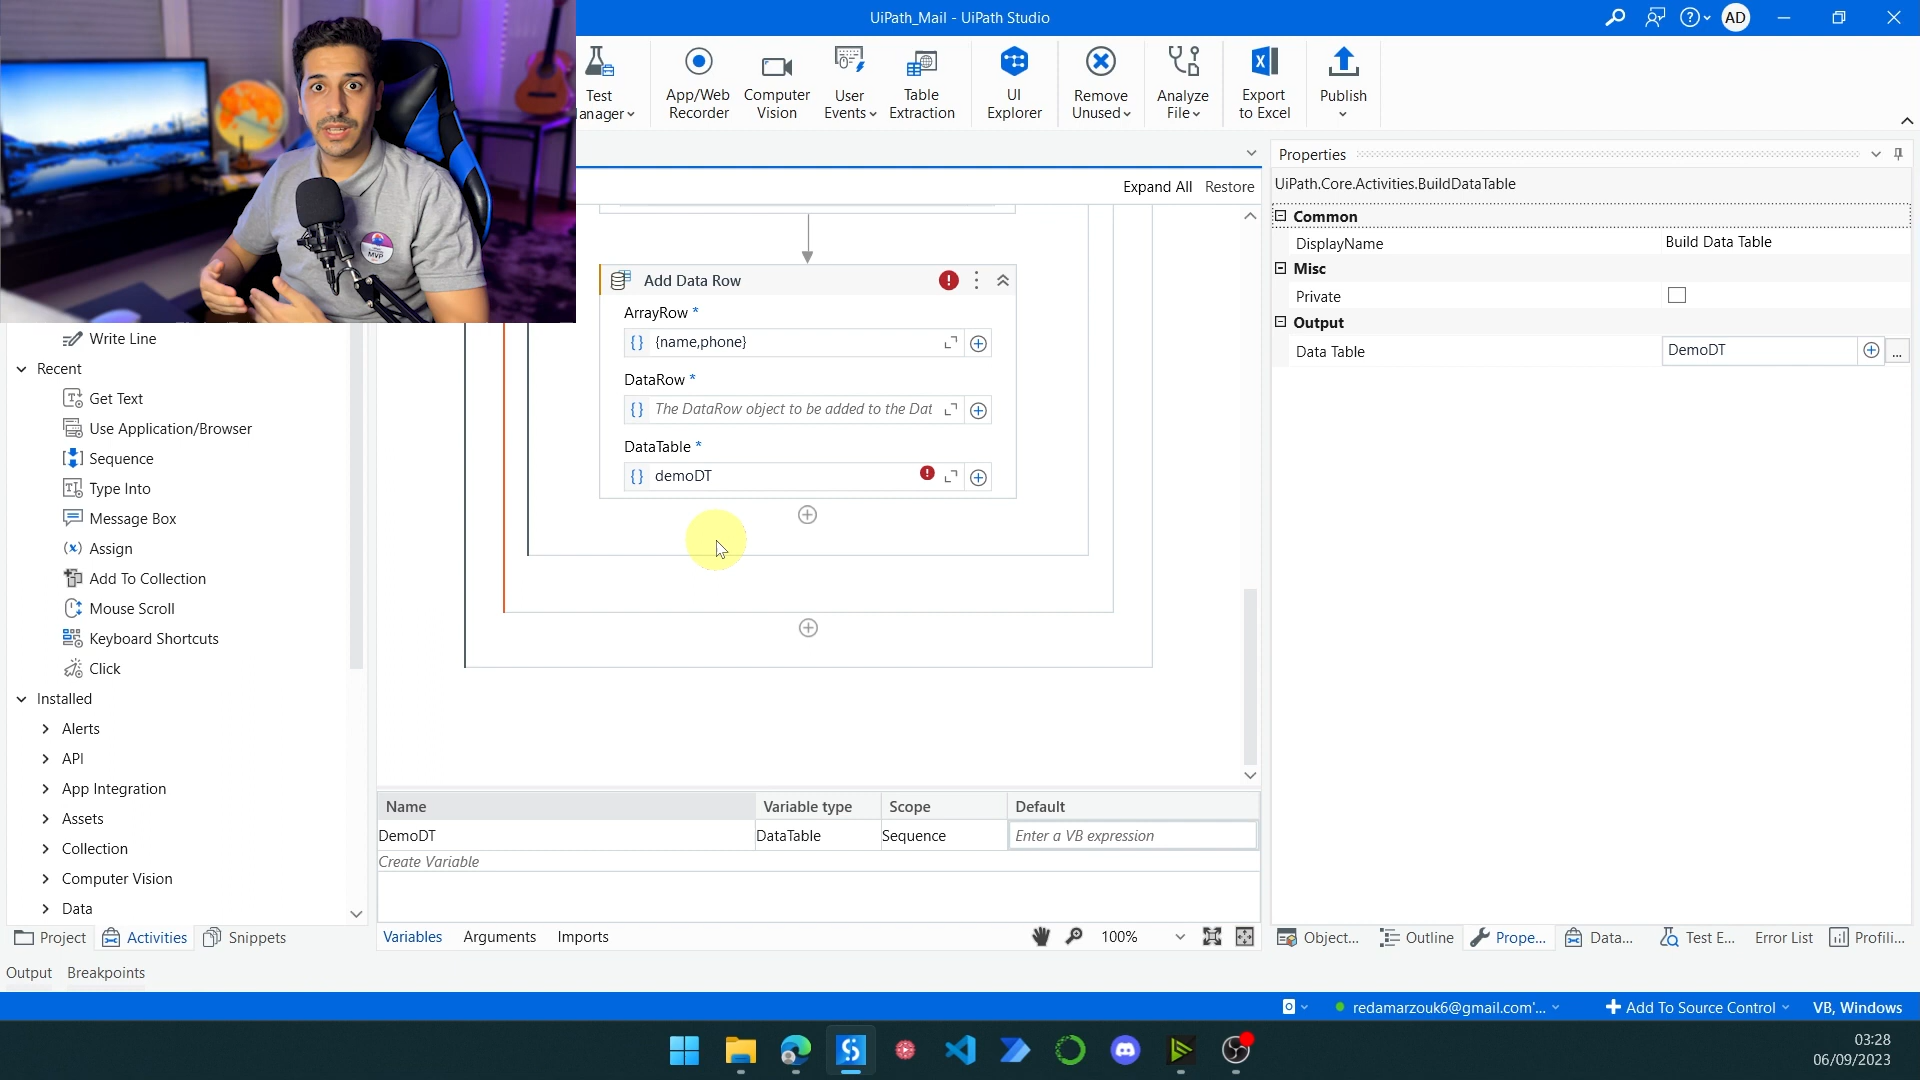 UiPath_Mail - UiPath Studio
AD
Test
anager
App/Web
Recorder
Computer
Vision
User
Events
Table
Extraction
UI
Explorer
Remove
Unused
Analyze
File
Export
to Excel
Publish
MVP
Expand All Restore
Properties
UiPath.Core.Activities.BuildDataTable
Common
DisplayName Build Data Table
Misc
Private
Output
Data Table DemoDT ...
Add Data Row
ArrayRow *
{name,phone}
DataRow *
The DataRow object to be added to the Dat
DataTable *
demoDT
Write Line
Recent
Get Text
Use Application/Browser
Sequence
Type Into
Message Box
Assign
Add To Collection
Mouse Scroll
Keyboard Shortcuts
Click
Installed
Alerts
API
App Integration
Assets
Collection
Computer Vision
Data
Name Variable type Scope Default
DemoDT DataTable Sequence Enter a VB expression
Create Variable
Project Activities Snippets
Variables Arguments Imports 100%
Object... Outline Prope... Data... Test E... Error List Profili...
Output Breakpoints
redamarzouk6@gmail.com'... Add To Source Control VB, Windows
03:28
06/09/2023